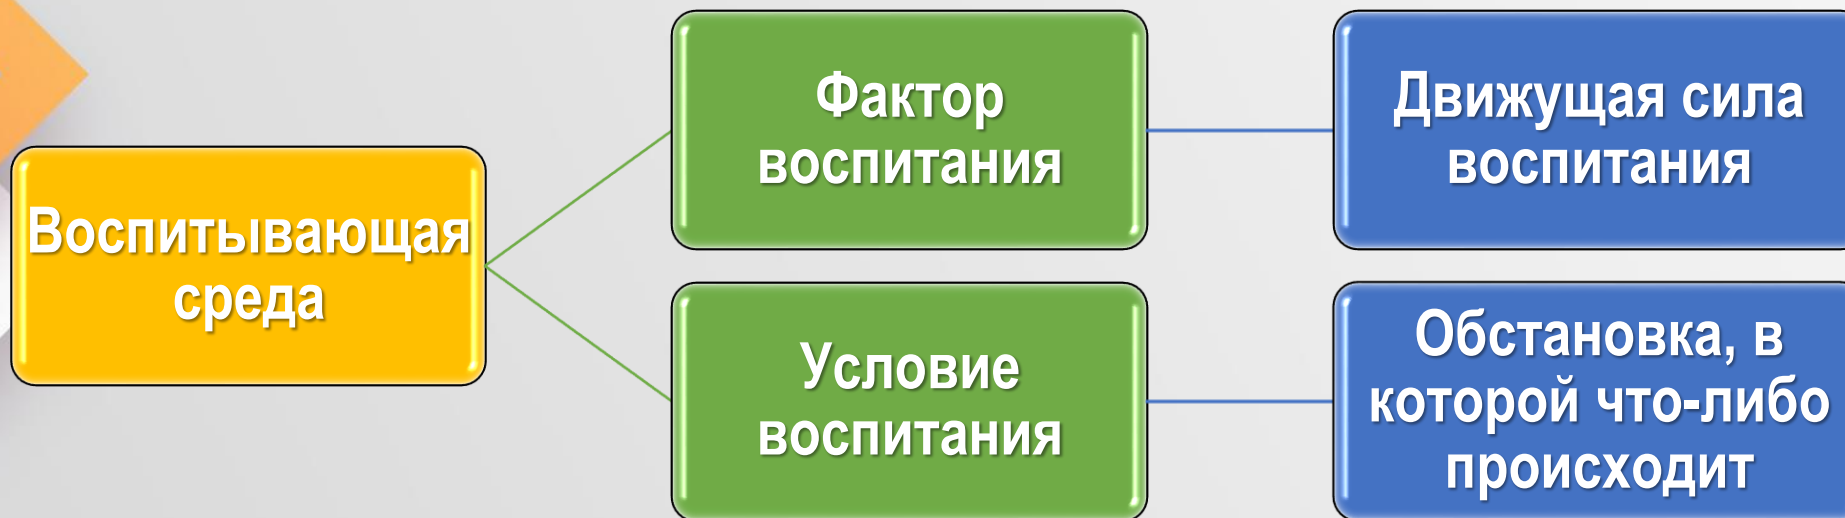 Воспитывающая
среда
Фактор
воспитания
Движущая сила
воспитания
Условие
воспитания
Обстановка, в
которой что-либо
происходит